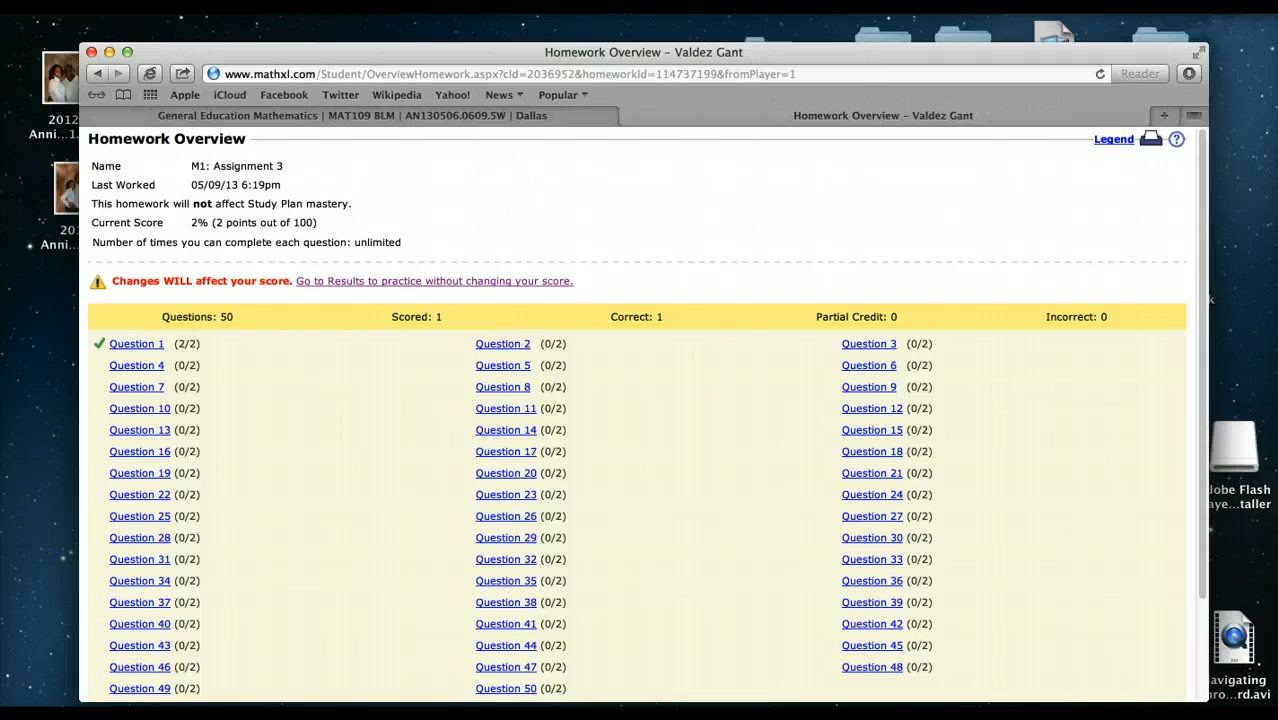 Homework Overview – Valdez Gant
www.mathxl.com/Student/OverviewHomework.aspx?cId=2036952&homeworkId=114737199&fromPlayer=1
Reader
Apple iCloud Facebook Twitter Wikipedia Yahoo! News Popular
General Education Mathematics | MAT109 BLM | AN130506.0609.5W | Dallas
Homework Overview – Valdez Gant
Homework Overview
Legend
Name M1: Assignment 3
Last Worked 05/09/13 6:19pm
This homework will not affect Study Plan mastery.
Current Score 2% (2 points out of 100)
Number of times you can complete each question: unlimited
Changes WILL affect your score. Go to Results to practice without changing your score.
Questions: 50 Scored: 1 Correct: 1 Partial Credit: 0 Incorrect: 0
Question 1 (2/2) Question 2 (0/2) Question 3 (0/2)
Question 4 (0/2) Question 5 (0/2) Question 6 (0/2)
Question 7 (0/2) Question 8 (0/2) Question 9 (0/2)
Question 10 (0/2) Question 11 (0/2) Question 12 (0/2)
Question 13 (0/2) Question 14 (0/2) Question 15 (0/2)
Question 16 (0/2) Question 17 (0/2) Question 18 (0/2)
Question 19 (0/2) Question 20 (0/2) Question 21 (0/2)
Question 22 (0/2) Question 23 (0/2) Question 24 (0/2)
Question 25 (0/2) Question 26 (0/2) Question 27 (0/2)
Question 28 (0/2) Question 29 (0/2) Question 30 (0/2)
Question 31 (0/2) Question 32 (0/2) Question 33 (0/2)
Question 34 (0/2) Question 35 (0/2) Question 36 (0/2)
Question 37 (0/2) Question 38 (0/2) Question 39 (0/2)
Question 40 (0/2) Question 41 (0/2) Question 42 (0/2)
Question 43 (0/2) Question 44 (0/2) Question 45 (0/2)
Question 46 (0/2) Question 47 (0/2) Question 48 (0/2)
Question 49 (0/2) Question 50 (0/2)
2012
Anni...1.
20
Anni...
dobe Flash
aye...taller
avigating
ro...rd.avi